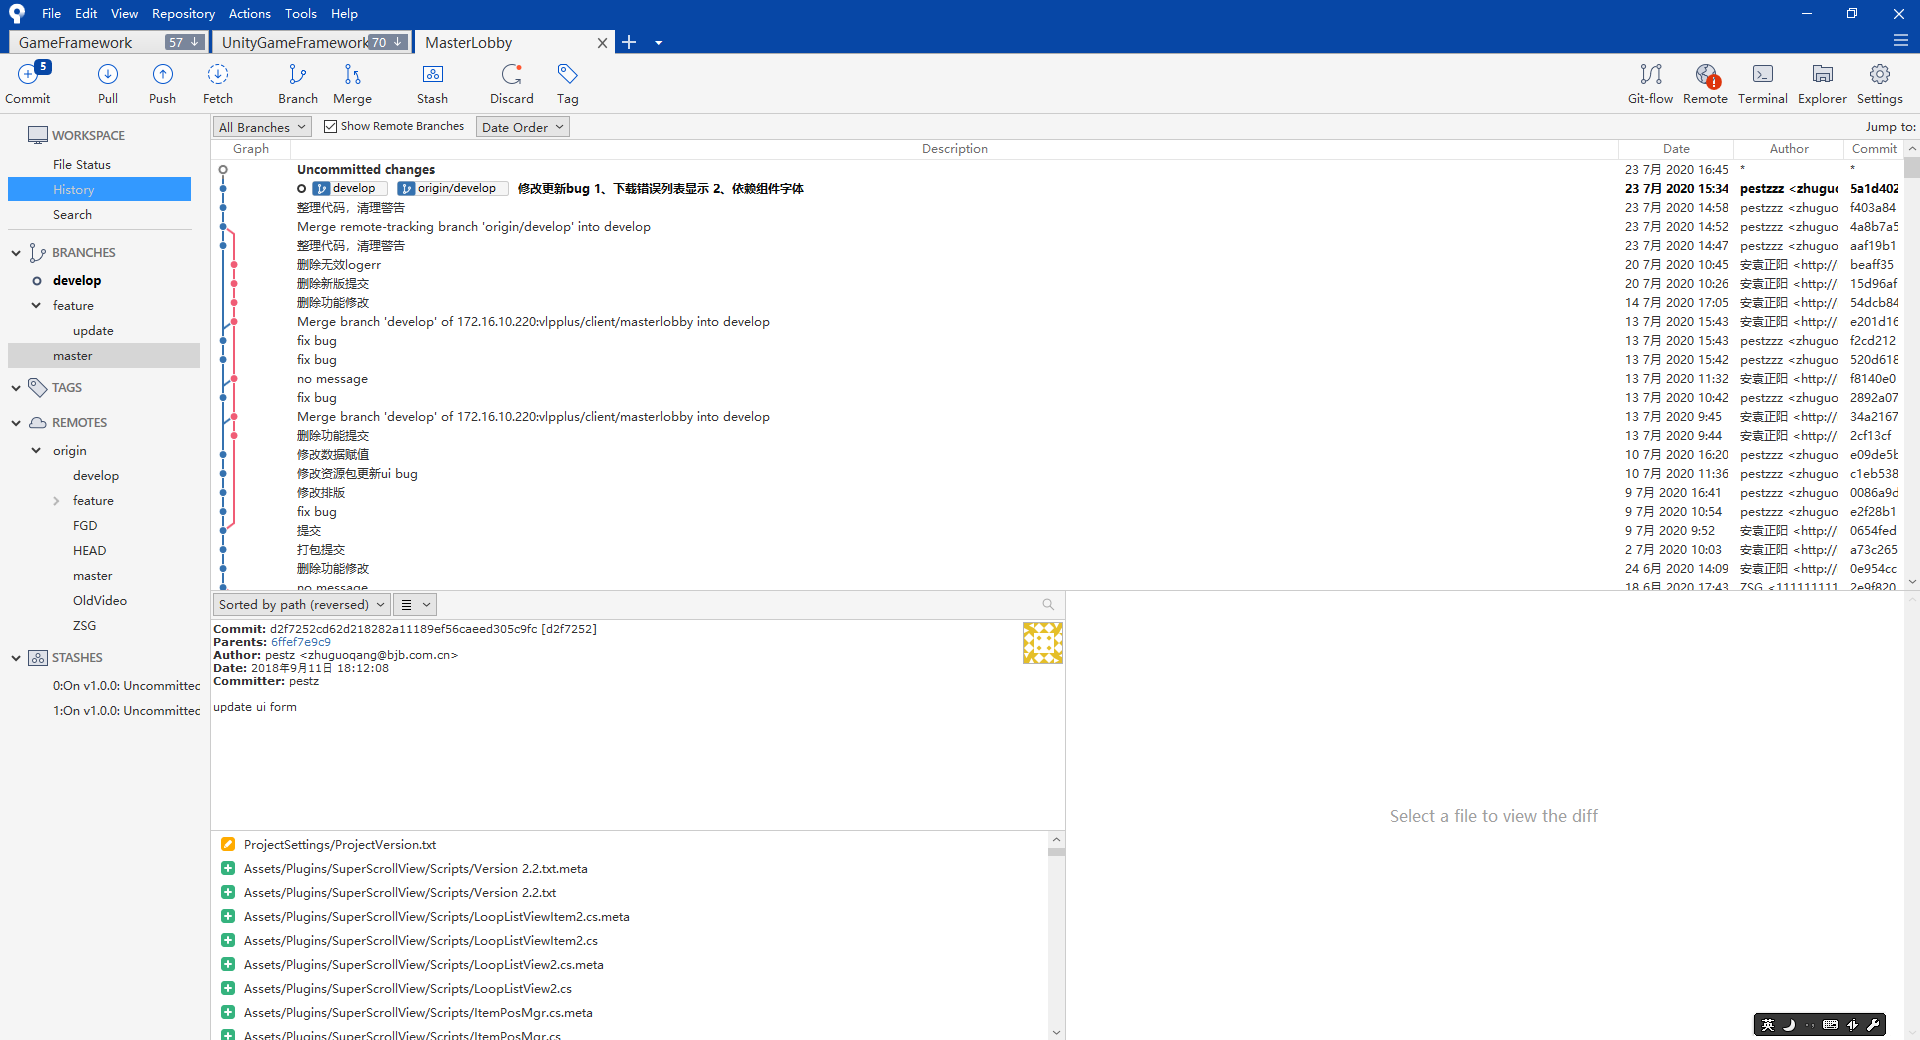 File Edit View Repository Actions Tools Help
GameFramework 57 UnityGameFramework 70 MasterLobby
5
Commit Pull Push Fetch Branch Merge Stash Discard Tag Git-flow Remote Terminal Explorer Settings
All Branches Show Remote Branches Date Order Jump to:
Graph Description Date Author Commit
Uncommitted changes 23 7月 2020 16:45 * *
develop origin/develop 修改更新bug 1、下载错误列表显示 2、依赖组件字体 23 7月 2020 15:34 pestzzz <zhuguo 5a1d402
整理代码，清理警告 23 7月 2020 14:58 pestzzz <zhuguo f403a84
Merge remote-tracking branch 'origin/develop' into develop 23 7月 2020 14:52 pestzzz <zhuguo 4a8b7a5
整理代码，清理警告 23 7月 2020 14:47 pestzzz <zhuguo aaf19b1
删除无效logerr 20 7月 2020 10:45 安袁正阳 <http:// beaff35
删除新版提交 20 7月 2020 10:26 安袁正阳 <http:// 15d96af
删除功能修改 14 7月 2020 17:05 安袁正阳 <http:// 54dcb84
Merge branch 'develop' of 172.16.10.220:vlpplus/client/masterlobby into develop 13 7月 2020 15:43 安袁正阳 <http:// e201d16
fix bug 13 7月 2020 15:43 pestzzz <zhuguo f2cd212
fix bug 13 7月 2020 15:42 pestzzz <zhuguo 520d618
no message 13 7月 2020 11:32 安袁正阳 <http:// f8140e0
fix bug 13 7月 2020 10:42 pestzzz <zhuguo 2892a07
Merge branch 'develop' of 172.16.10.220:vlpplus/client/masterlobby into develop 13 7月 2020 9:45 安袁正阳 <http:// 34a2167
删除功能提交 13 7月 2020 9:44 安袁正阳 <http:// 2cf13cf
修改数据赋值 10 7月 2020 16:20 pestzzz <zhuguo e09de5b
修改资源包更新ui bug 10 7月 2020 11:36 pestzzz <zhuguo c1eb538
修改排版 9 7月 2020 16:41 pestzzz <zhuguo 0086a9d
fix bug 9 7月 2020 10:54 pestzzz <zhuguo e2f28b1
提交 9 7月 2020 9:52 安袁正阳 <http:// 0654fed
打包提交 2 7月 2020 10:03 安袁正阳 <http:// a73c265
删除功能修改 24 6月 2020 14:09 安袁正阳 <http:// 0e954cc
no message 18 6月 2020 17:43 ZSG <111111111 2e9f820
WORKSPACE
File Status
History
Search
BRANCHES
develop
feature
update
master
TAGS
REMOTES
origin
develop
feature
FGD
HEAD
master
OldVideo
ZSG
STASHES
0:On v1.0.0: Uncommitted
1:On v1.0.0: Uncommitted
Sorted by path (reversed)
Commit: d2f7252cd62d218282a11189ef56caeed305c9fc [d2f7252]
Parents: 6ffef7e9c9
Author: pestz <zhuguoqang@bjb.com.cn>
Date: 2018年9月11日 18:12:08
Committer: pestz
update ui form
ProjectSettings/ProjectVersion.txt
Assets/Plugins/SuperScrollView/Scripts/Version 2.2.txt.meta
Assets/Plugins/SuperScrollView/Scripts/Version 2.2.txt
Assets/Plugins/SuperScrollView/Scripts/LoopListViewItem2.cs.meta
Assets/Plugins/SuperScrollView/Scripts/LoopListViewItem2.cs
Assets/Plugins/SuperScrollView/Scripts/LoopListView2.cs.meta
Assets/Plugins/SuperScrollView/Scripts/LoopListView2.cs
Assets/Plugins/SuperScrollView/Scripts/ItemPosMgr.cs.meta
Assets/Plugins/SuperScrollView/Scripts/ItemPosMgr.cs
Select a file to view the diff
英